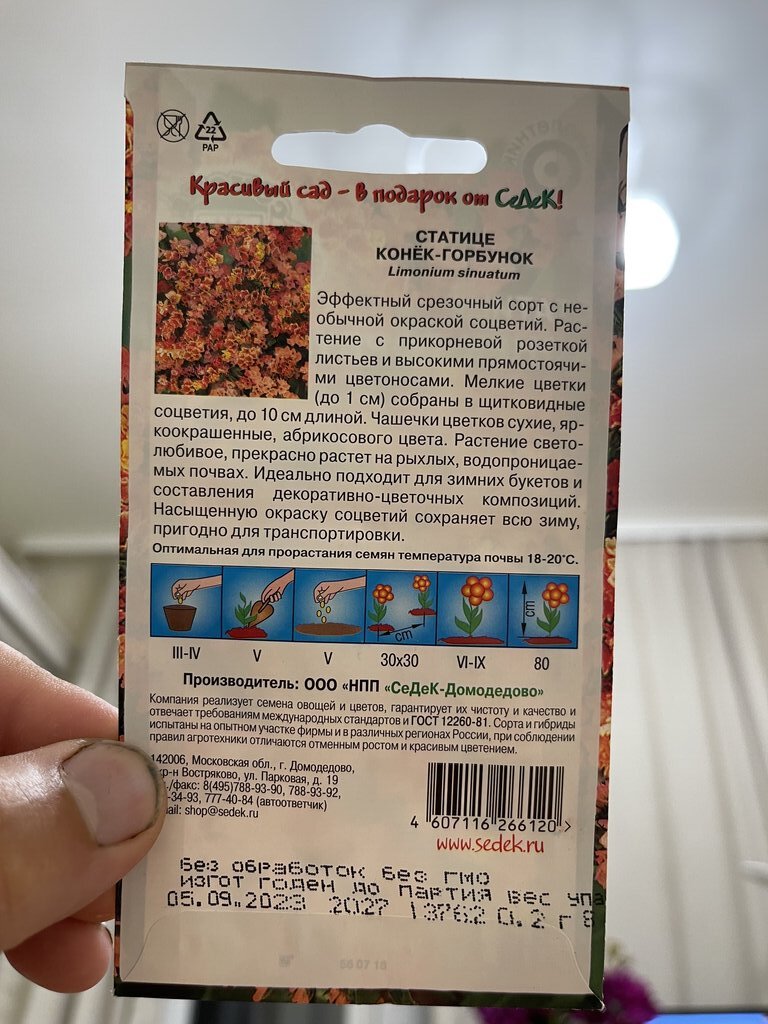 22
PAP
Красивый сад - в подарок от СеДеК!
СТАТИЦЕ
КОНЁК-ГОРБУНОК
Limonium sinuatum
Эффектный срезочный сорт с не-
обычной окраской соцветий. Рас-
тение с прикорневой розеткой
листьев и высокими прямостоячи-
ми цветоносами. Мелкие цветки
(до 1 см) собраны в щитковидные
соцветия, до 10 см длиной. Чашечки цветков сухие, яр-
коокрашенные, абрикосового цвета. Растение свето-
любивое, прекрасно растет на рыхлых, водопроницае-
мых почвах. Идеально подходит для зимних букетов и
составления декоративно-цветочных композиций.
Насыщенную окраску соцветий сохраняет всю зиму,
пригодно для транспортировки.
Оптимальная для прорастания семян температура почвы 18-20°С.
cm cm
III-IV V V 30x30 VI-IX 80
Производитель: ООО «НПП «СеДеК-Домодедово»
Компания реализует семена овощей и цветов, гарантирует их чистоту и качество и
отвечает требованиям международных стандартов и ГОСТ 12260-81. Сорта и гибриды
испытаны на опытном участке фирмы и в различных регионах России, при соблюдении
правил агротехники отличаются отменным ростом и красивым цветением.
142006, Московская обл., г. Домодедово,
кр-н Востряково, ул. Парковая, д. 19
./факс: 8(495)788-93-90, 788-93-92,
-34-93, 777-40-84 (автоответчик)
ail: shop@sedek.ru
4 607116 266120 >
www.sedek.ru
без обработок без ГМО
изгот годен до партия вес упа
05.09.2023 2027 13762 0.2 г 8